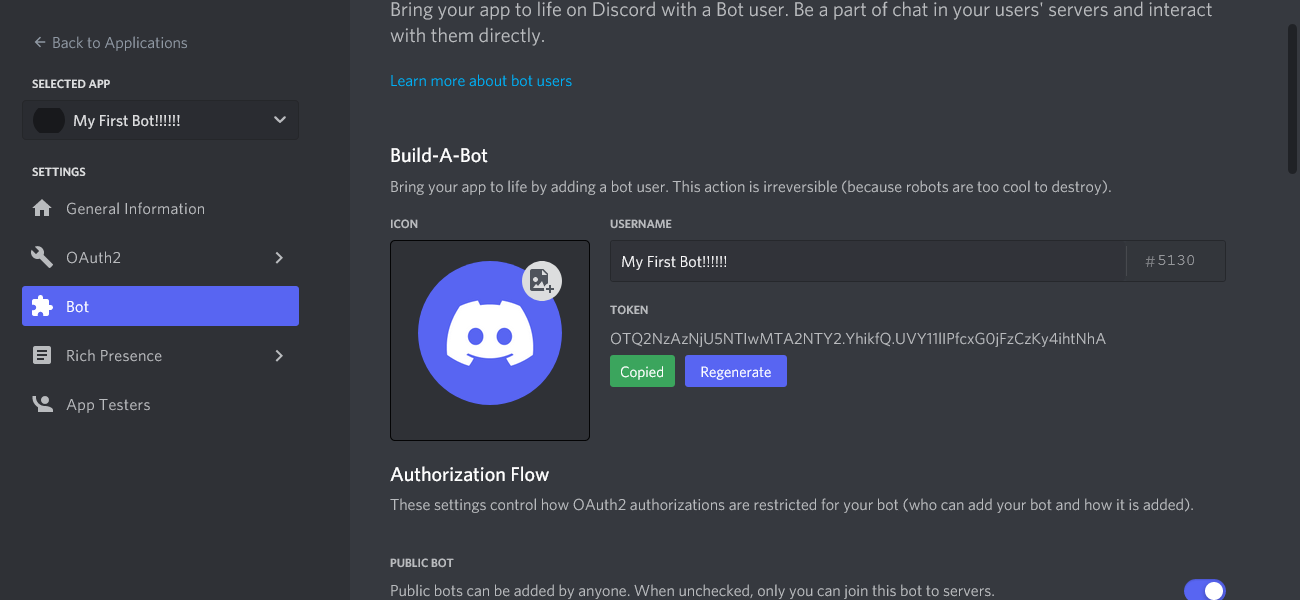 Bring your app to life on Discord with a Bot user. Be a part of chat in your users' servers and interact
with them directly.
Learn more about bot users
Back to Applications
SELECTED APP
My First Bot!!!!!!
SETTINGS
General Information
OAuth2
Bot
Rich Presence
App Testers
Build-A-Bot
Bring your app to life by adding a bot user. This action is irreversible (because robots are too cool to destroy).
ICON
USERNAME
My First Bot!!!!!! #5130
TOKEN
Copied Regenerate
Authorization Flow
These settings control how OAuth2 authorizations are restricted for your bot (who can add your bot and how it is added).
PUBLIC BOT
Public bots can be added by anyone. When unchecked, only you can join this bot to servers.